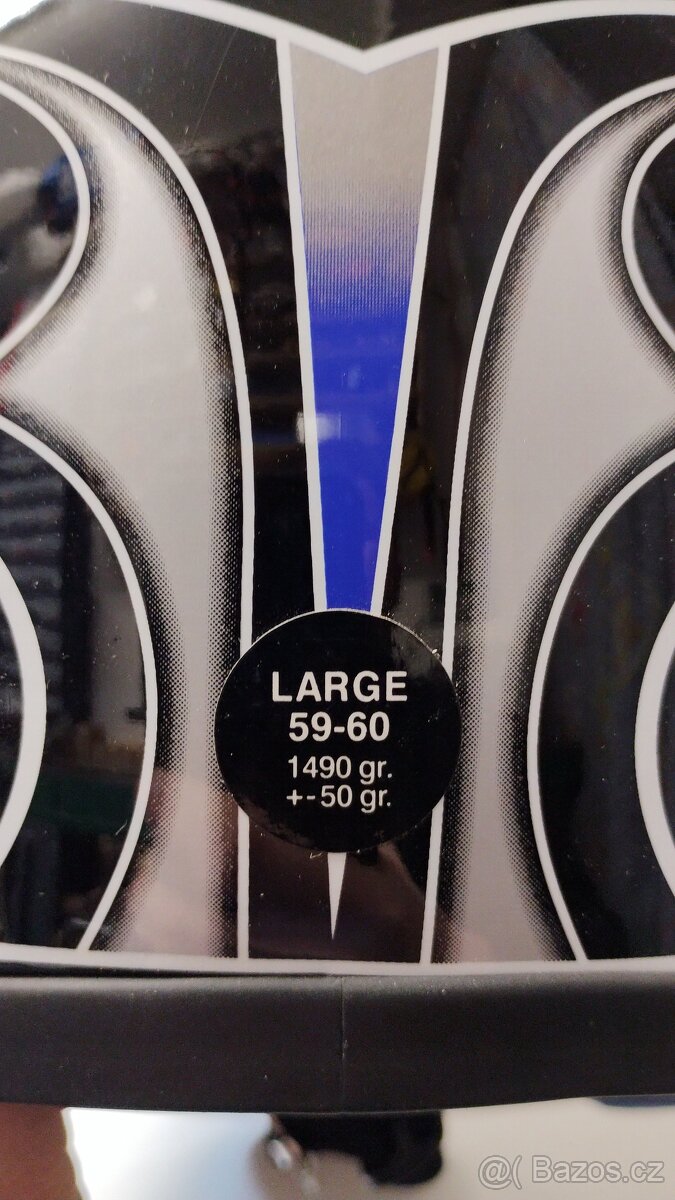 LARGE
59-60
1490 gr.
+-50 gr.
@( Bazos.cz